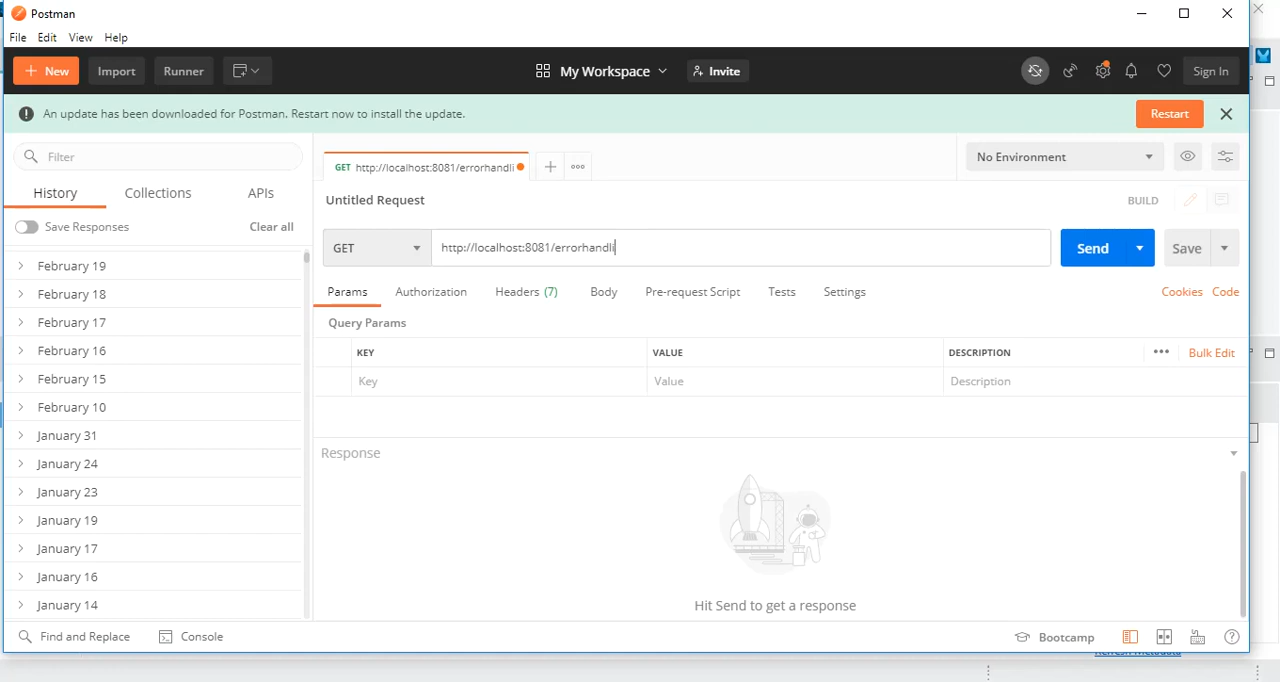 Postman
File Edit View Help
New Import Runner My Workspace Invite Sign In
An update has been downloaded for Postman. Restart now to install the update. Restart
Filter
History Collections APIs
Save Responses Clear all
February 19
February 18
February 17
February 16
February 15
February 10
January 31
January 24
January 23
January 19
January 17
January 16
January 14
GET http://localhost:8081/errorhandli
No Environment
Untitled Request BUILD
GET http://localhost:8081/errorhandli Send Save
Params Authorization Headers (7) Body Pre-request Script Tests Settings Cookies Code
Query Params
KEY VALUE DESCRIPTION Bulk Edit
Key Value Description
Response
Hit Send to get a response
Find and Replace Console Bootcamp
Refresh Metadata